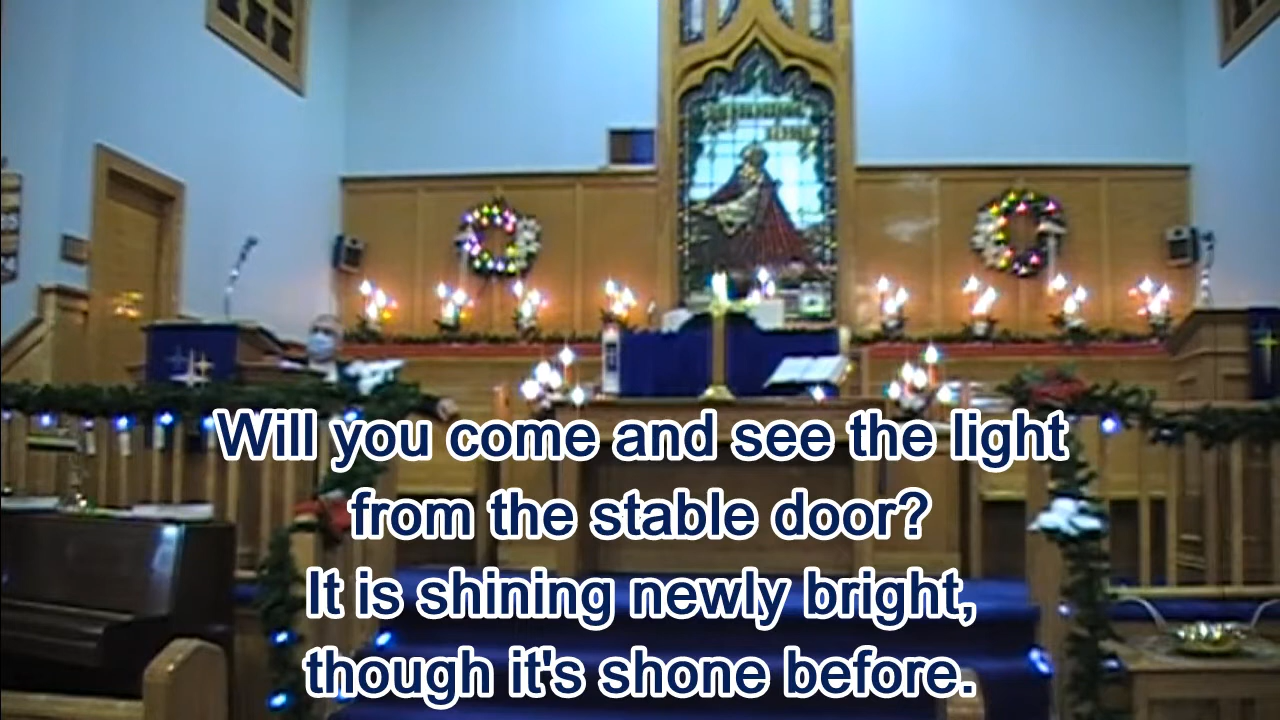 Will you come and see the light
from the stable door?
It is shining newly bright,
though it's shone before.